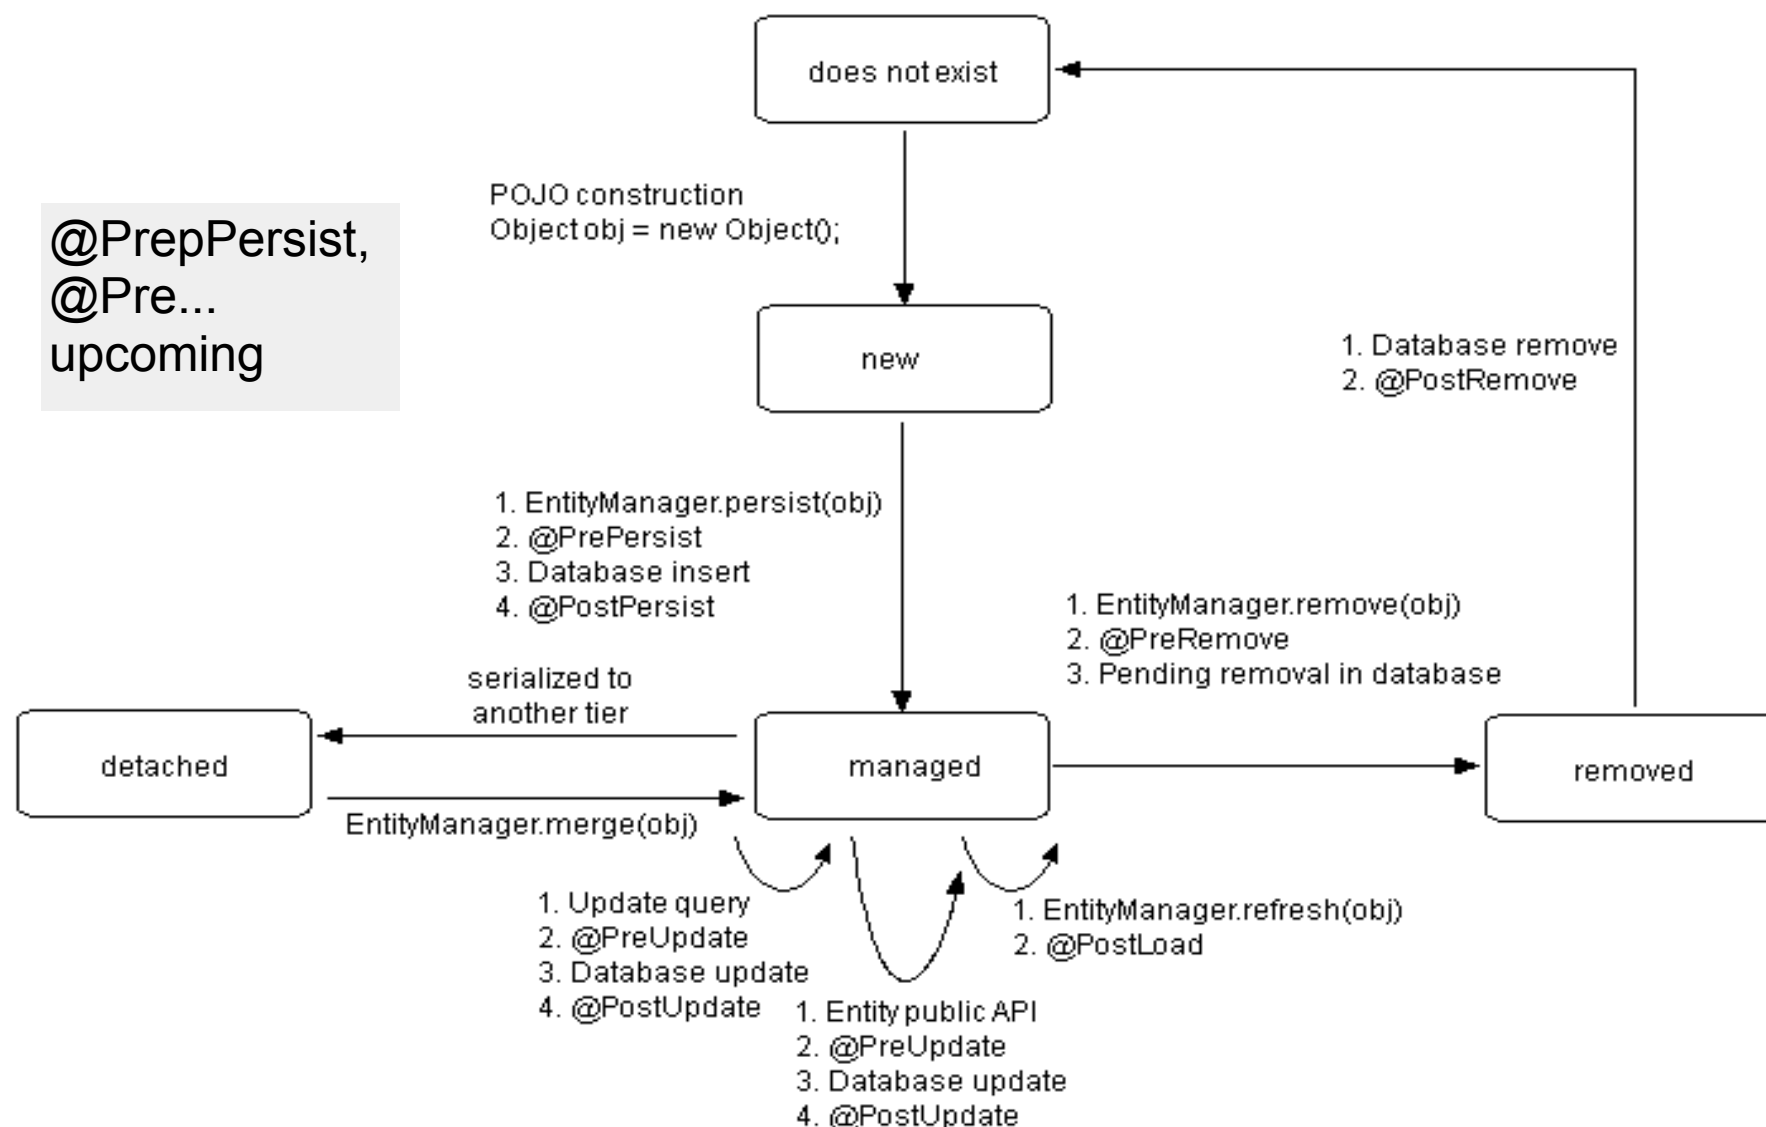 does not exist
POJO construction
Object obj = new Object();
@PrepPersist,
@Pre...
upcoming
new
1. Database remove
2. @PostRemove
1. EntityManager.persist(obj)
2. @PrePersist
3. Database insert
4. @PostPersist
1. EntityManager.remove(obj)
2. @PreRemove
3. Pending removal in database
serialized to
another tier
detached
managed
removed
EntityManager.merge(obj)
1. Update query
2. @PreUpdate
3. Database update
4. @PostUpdate
1. EntityManager.refresh(obj)
2. @PostLoad
1. Entity public API
2. @PreUpdate
3. Database update
4. @PostUpdate